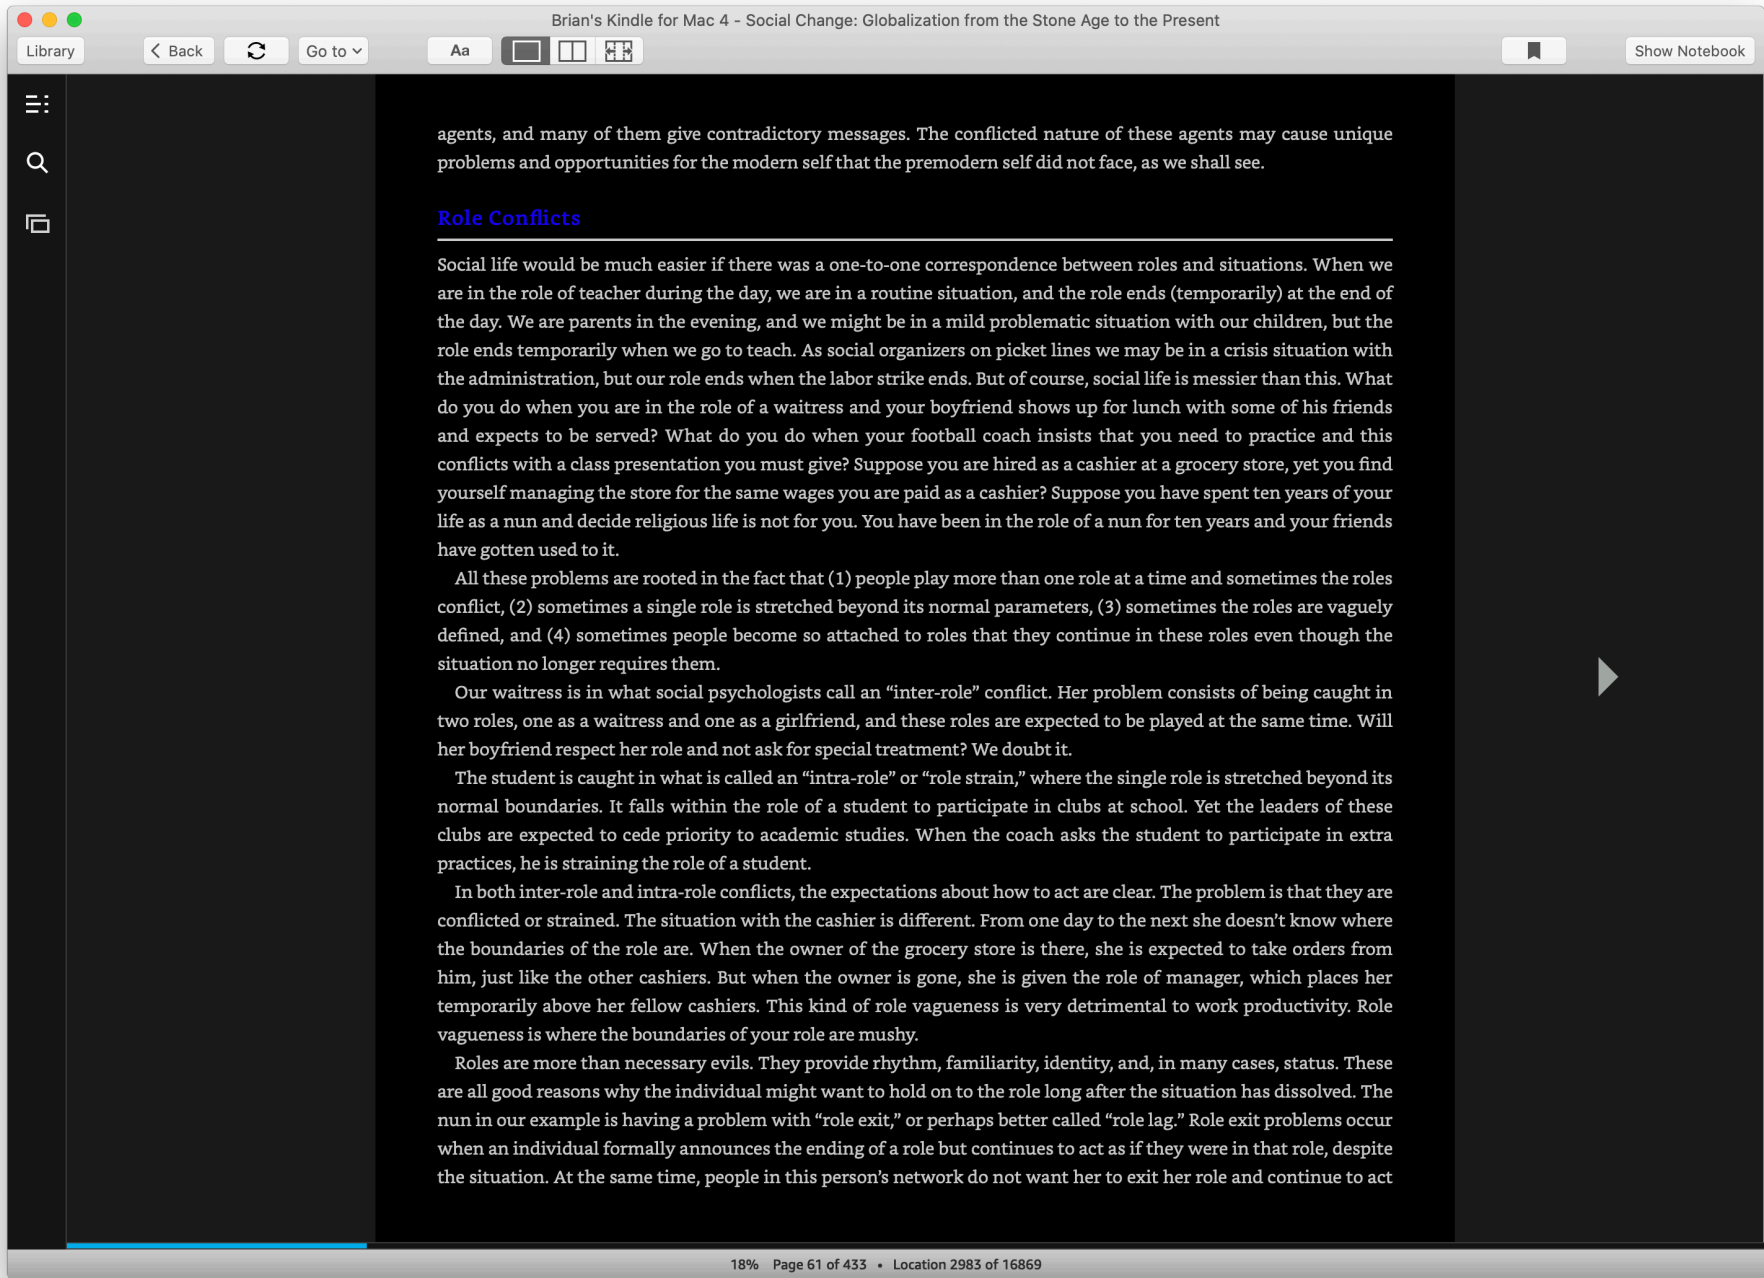 Brian's Kindle for Mac 4 - Social Change: Globalization from the Stone Age to the Present
Library
Back
Go to
Aa
Show Notebook
agents, and many of them give contradictory messages. The conflicted nature of these agents may cause unique
problems and opportunities for the modern self that the premodern self did not face, as we shall see.
Role Conflicts
Social life would be much easier if there was a one-to-one correspondence between roles and situations. When we
are in the role of teacher during the day, we are in a routine situation, and the role ends (temporarily) at the end of
the day. We are parents in the evening, and we might be in a mild problematic situation with our children, but the
role ends temporarily when we go to teach. As social organizers on picket lines we may be in a crisis situation with
the administration, but our role ends when the labor strike ends. But of course, social life is messier than this. What
do you do when you are in the role of a waitress and your boyfriend shows up for lunch with some of his friends
and expects to be served? What do you do when your football coach insists that you need to practice and this
conflicts with a class presentation you must give? Suppose you are hired as a cashier at a grocery store, yet you find
yourself managing the store for the same wages you are paid as a cashier? Suppose you have spent ten years of your
life as a nun and decide religious life is not for you. You have been in the role of a nun for ten years and your friends
have gotten used to it.
All these problems are rooted in the fact that (1) people play more than one role at a time and sometimes the roles
conflict, (2) sometimes a single role is stretched beyond its normal parameters, (3) sometimes the roles are vaguely
defined, and (4) sometimes people become so attached to roles that they continue in these roles even though the
situation no longer requires them.
Our waitress is in what social psychologists call an “inter-role” conflict. Her problem consists of being caught in
two roles, one as a waitress and one as a girlfriend, and these roles are expected to be played at the same time. Will
her boyfriend respect her role and not ask for special treatment? We doubt it.
The student is caught in what is called an “intra-role” or “role strain,” where the single role is stretched beyond its
normal boundaries. It falls within the role of a student to participate in clubs at school. Yet the leaders of these
clubs are expected to cede priority to academic studies. When the coach asks the student to participate in extra
practices, he is straining the role of a student.
In both inter-role and intra-role conflicts, the expectations about how to act are clear. The problem is that they are
conflicted or strained. The situation with the cashier is different. From one day to the next she doesn’t know where
the boundaries of the role are. When the owner of the grocery store is there, she is expected to take orders from
him, just like the other cashiers. But when the owner is gone, she is given the role of manager, which places her
temporarily above her fellow cashiers. This kind of role vagueness is very detrimental to work productivity. Role
vagueness is where the boundaries of your role are mushy.
Roles are more than necessary evils. They provide rhythm, familiarity, identity, and, in many cases, status. These
are all good reasons why the individual might want to hold on to the role long after the situation has dissolved. The
nun in our example is having a problem with “role exit,” or perhaps better called “role lag.” Role exit problems occur
when an individual formally announces the ending of a role but continues to act as if they were in that role, despite
the situation. At the same time, people in this person’s network do not want her to exit her role and continue to act
18% Page 61 of 433 • Location 2983 of 16869